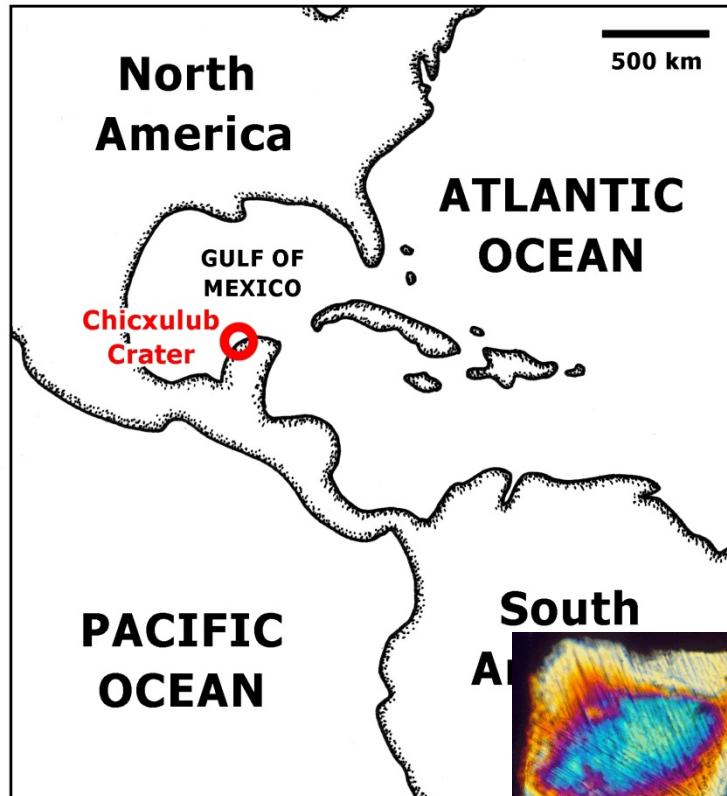 North
America
500 km
ATLANTIC
OCEAN
GULF OF
MEXICO
Chicxulub
Crater
PACIFIC
OCEAN
South